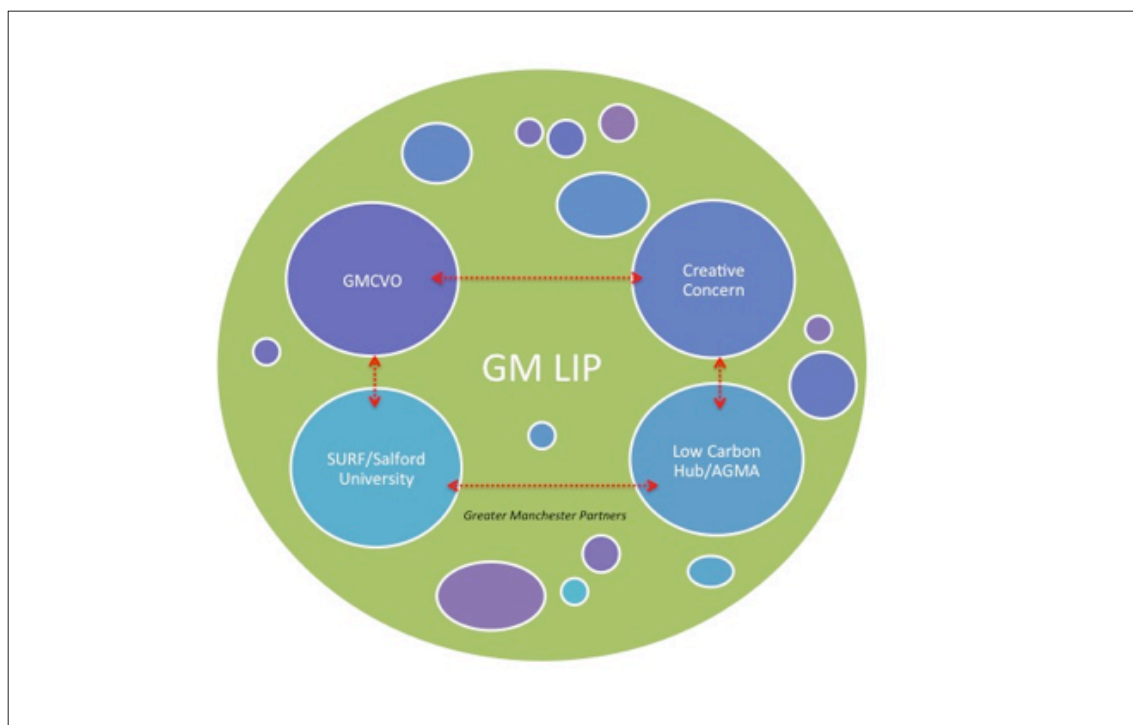 GMCVO
Creative
Concern
GM LIP
SURF/Salford
University
Low Carbon
Hub/AGMA
Greater Manchester Partners